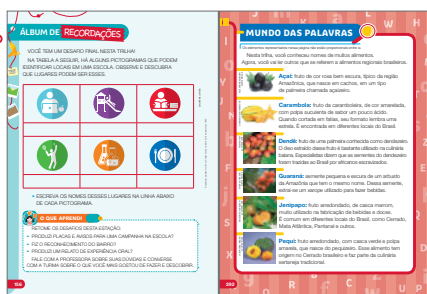 ÁLBUM DE RECORDAÇÕES
VOCÊ TEM UM DESAFIO FINAL NESTA TRILHA!
NA TABELA A SEGUIR, HÁ ALGUNS PICTOGRAMAS QUE PODEM
IDENTIFICAR LOCAIS EM UMA ESCOLA. OBSERVE E DESCUBRA
QUE LUGARES PODEM SER ESSES.
• ESCREVA OS NOMES DESSES LUGARES NA LINHA ABAIXO
DE CADA PICTOGRAMA.
O QUE APRENDI
RETOME OS DESAFIOS DESTA ESTAÇÃO:
• PRODUZI PLACAS E AVISOS PARA UMA CAMPANHA NA ESCOLA?
• FIZ O RECONHECIMENTO DO BAIRRO?
• PRODUZI UM RELATO DE EXPERIÊNCIA ORAL?
FALE COM A PROFESSORA SOBRE SUAS DÚVIDAS E CONVERSE
COM A TURMA SOBRE O QUE VOCÊ MAIS GOSTOU DE FAZER E DESCOBRIR.
156
MUNDO DAS PALAVRAS
Os elementos representados nessa página não estão proporcionais entre si.
Nesta trilha, você conheceu nomes de muitos alimentos.
Agora, você vai ler outros que se referem a alimentos regionais brasileiros.
Açaí: fruto de cor roxa bem escura, típico da região
Amazônica, que nasce em cachos, em um tipo
de palmeira chamada açaizeiro.
Carambola: fruto da caramboleira, de cor amarelada,
com polpa suculenta de sabor um pouco ácido.
Quando cortada em fatias, seu formato lembra uma
estrela. É encontrada em diferentes locais do Brasil.
Dendê: fruto de uma palmeira conhecida como dendezeiro.
O óleo extraído desse fruto é bastante utilizado na culinária
baiana. Especialistas dizem que as sementes do dendezeiro
foram trazidas ao Brasil por africanos escravizados.
Guaraná: semente pequena e escura de um arbusto
da Amazônia que tem o mesmo nome. Dessa semente,
extrai-se um xarope utilizado para fazer bebidas.
Jenipapo: fruto arredondado, de casca marrom,
muito utilizado na fabricação de bebidas e doces.
É comum em diferentes locais do Brasil, como Cerrado,
Mata Atlântica, Pantanal e outros.
Pequi: fruto arredondado, com casca verde e polpa
amarela, que nasce do pequizeiro. Esse alimento tem
origem no Cerrado brasileiro e faz parte da culinária
sertaneja tradicional.